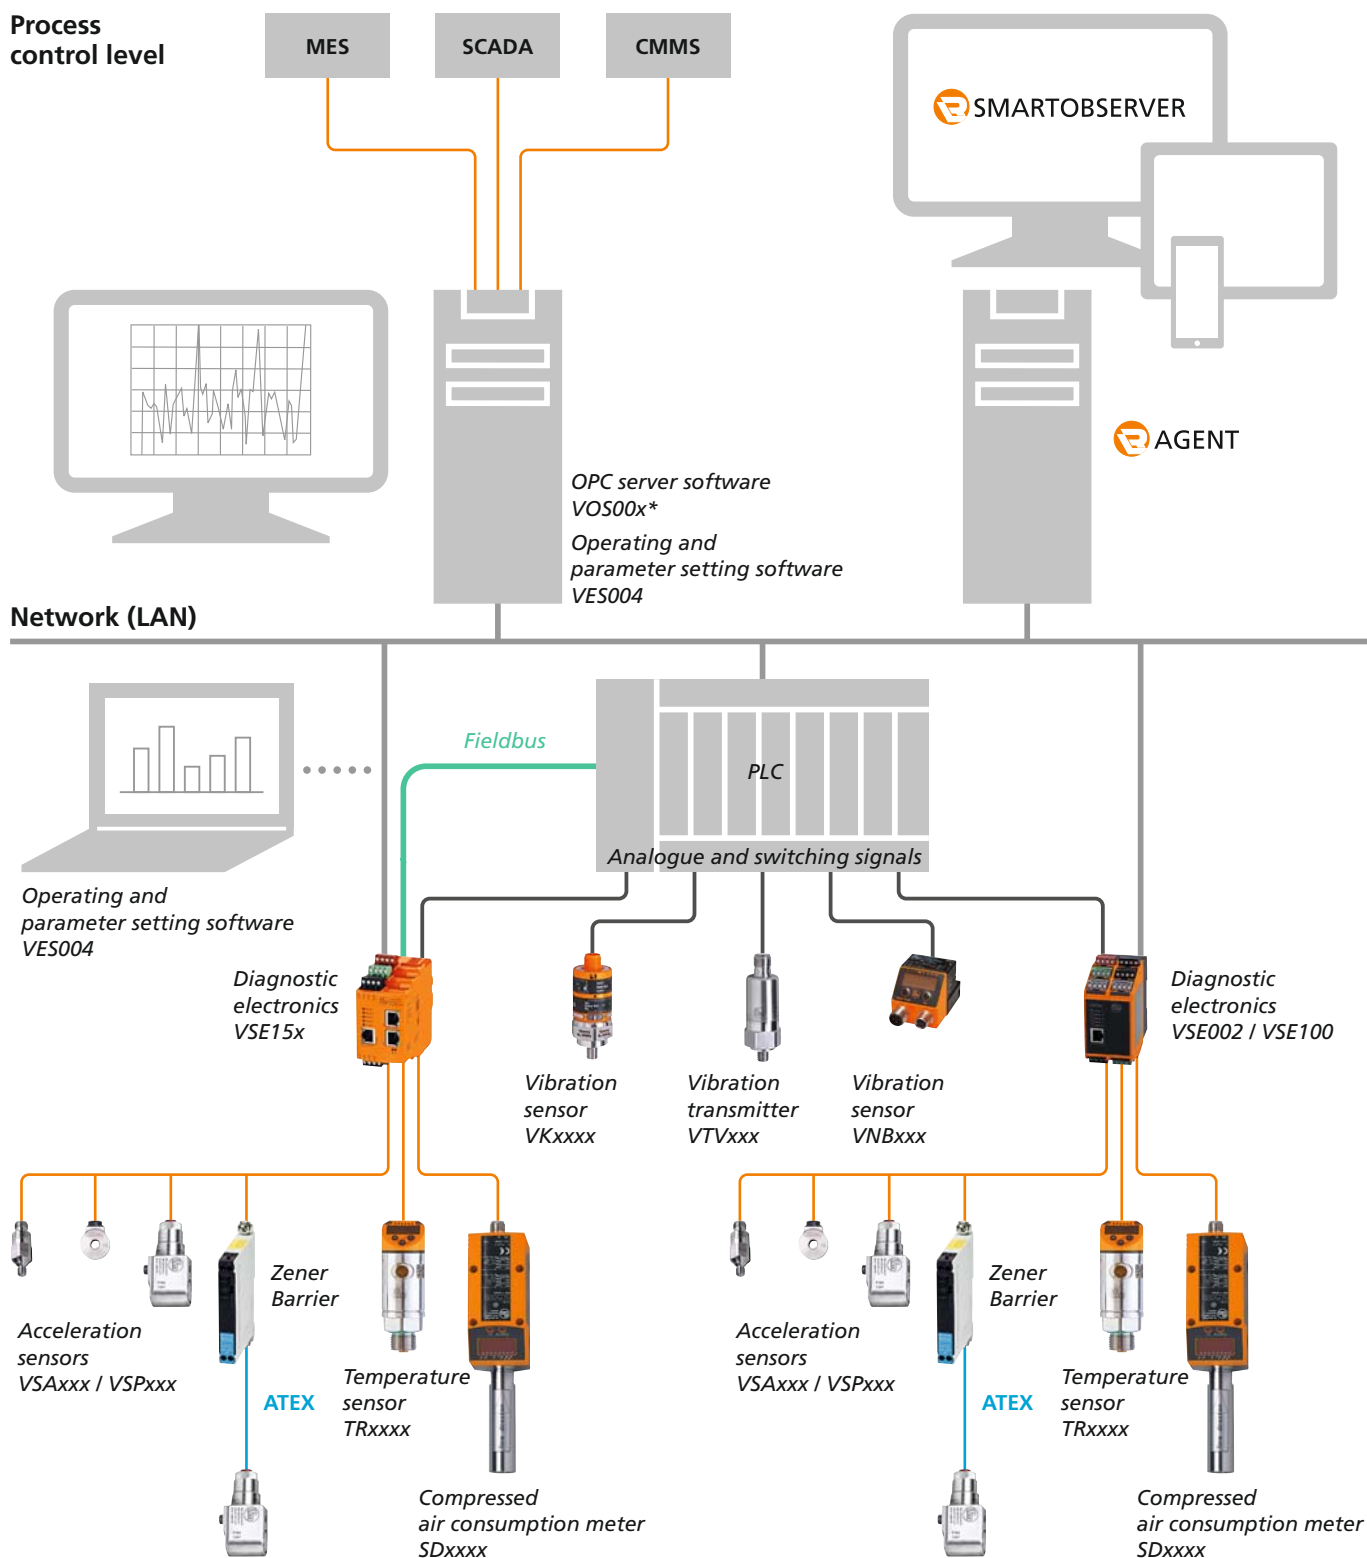 Process
control level
MES
SCADA
CMMS
SMARTOBSERVER
AGENT
OPC server software
VOS00x*
Operating and
parameter setting software
VES004
Network (LAN)
Fieldbus
PLC
Analogue and switching signals
Operating and
parameter setting software
VES004
Diagnostic
electronics
VSE15x
Diagnostic
electronics
VSE002 / VSE100
Vibration
sensor
VKxxxx
Vibration
transmitter
VTVxxx
Vibration
sensor
VNBxxx
Zener
Barrier
Acceleration
sensors
VSAxxx / VSPxxx
ATEX
Temperature
sensor
TRxxxx
Compressed
air consumption meter
SDxxxx
Zener
Barrier
Acceleration
sensors
VSAxxx / VSPxxx
ATEX
Temperature
sensor
TRxxxx
Compressed
air consumption meter
SDxxxx